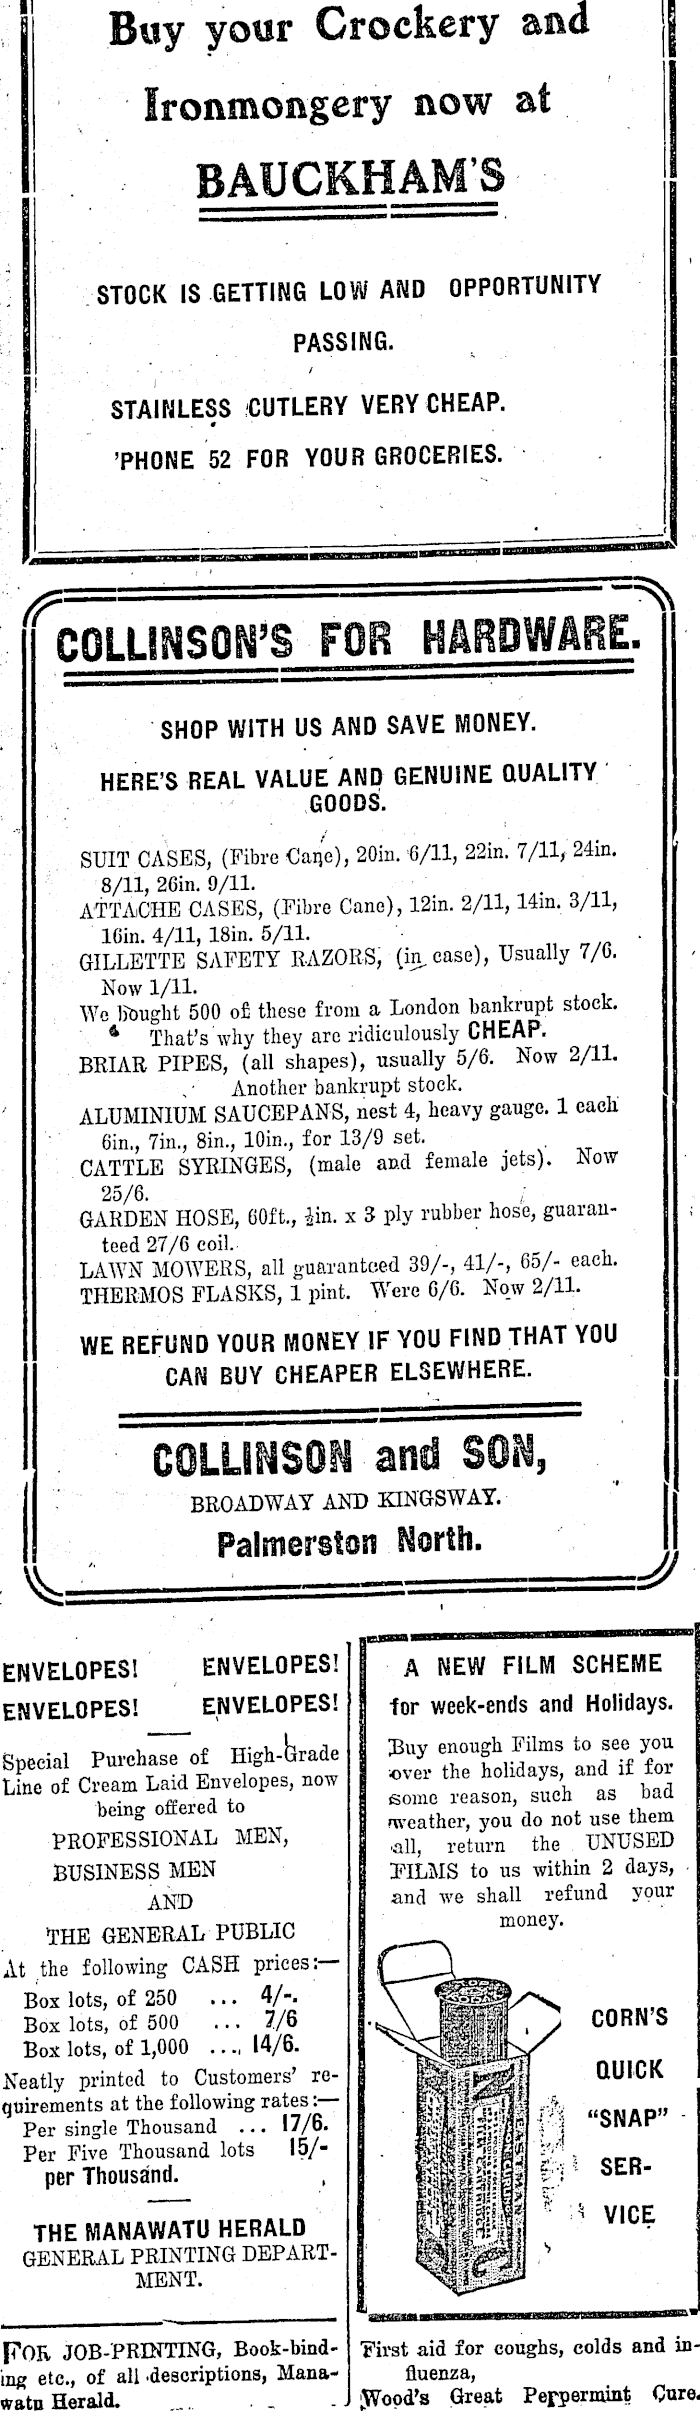 Buy your Crockery and
Ironmongery now at
BAUCKHAM'S
STOCK IS GETTING LOW AND OPPORTUNITY
PASSING.
STAINLESS CUTLERY VERY CHEAP.
'PHONE 52 FOR YOUR GROCERIES.
COLLINSON'S FOR HARDWARE.
SHOP WITH US AND SAVE MONEY.
HERE'S REAL VALUE AND GENUINE QUALITY
GOODS.
SUIT CASES, (Fibre Cane), 20in. 6/11, 22in. 7/11, 24in.
8/11, 26in. 9/11.
ATTACHE CASES, (Fibre Cane), 12in. 2/11, 14in. 3/11,
16in. 4/11, 18in. 5/11.
GILLETTE SAFETY RAZORS, (in case), Usually 7/6.
Now 1/11.
We bought 500 of these from a London bankrupt stock.
That's why they are ridiculously CHEAP.
BRIAR PIPES, (all shapes), usually 5/6. Now 2/11.
Another bankrupt stock.
ALUMINIUM SAUCEPANS, nest 4, heavy gauge. 1 each
6in., 7in., 8in., 10in., for 13/9 set.
CATTLE SYRINGES, (male and female jets). Now
25/6.
GARDEN HOSE, 60ft., ½in. x 3 ply rubber hose, guaran-
teed 27/6 coil.
LAWN MOWERS, all guaranteed 39/-, 41/-, 65/- each.
THERMOS FLASKS, 1 pint. Were 6/6. Now 2/11.
WE REFUND YOUR MONEY IF YOU FIND THAT YOU
CAN BUY CHEAPER ELSEWHERE.
COLLINSON and SON,
BROADWAY AND KINGSWAY.
Palmerston North.
ENVELOPES! ENVELOPES!
ENVELOPES! ENVELOPES!
Special Purchase of High-Grade
Line of Cream Laid Envelopes, now
being offered to
PROFESSIONAL MEN,
BUSINESS MEN
AND
THE GENERAL PUBLIC
At the following CASH prices:—
Box lots, of 250 ... 4/-.
Box lots, of 500 ... 7/6
Box lots, of 1,000 .... 14/6.
Neatly printed to Customers' re-
quirements at the following rates:—
Per single Thousand ... 17/6.
Per Five Thousand lots 15/-
per Thousand.
THE MANAWATU HERALD
GENERAL PRINTING DEPART-
MENT.
FOR JOB-PRINTING, Book-bind-
ing etc., of all descriptions, Mana-
watu Herald.
A NEW FILM SCHEME
for week-ends and Holidays.
Buy enough Films to see you
over the holidays, and if for
some reason, such as bad
weather, you do not use them
all, return the UNUSED
FILMS to us within 2 days,
and we shall refund your
money.
CORN'S
QUICK
"SNAP"
SER-
VICE
EASTMAN
First aid for coughs, colds and in-
fluenza,
Wood's Great Peppermint Cure.